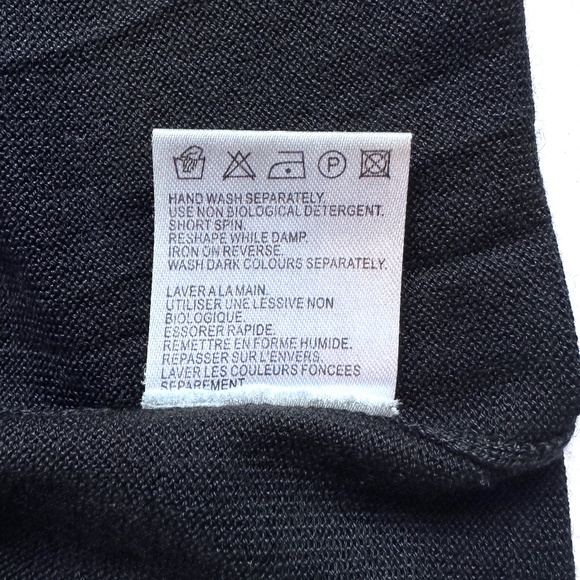 P
HAND WASH SEPARATELY.
USE NON BIOLOGICAL DETERGENT.
SHORT SPIN.
RESHAPE WHILE DAMP.
IRON ON REVERSE.
WASH DARK COLOURS SEPARATELY.
LAVER A LA MAIN.
UTILISER UNE LESSIVE NON
BIOLOGIQUE.
ESSORER RAPIDE.
REMETTRE EN FORME HUMIDE.
REPASSER SUR L'ENVERS.
LAVER LES COULEURS FONCÉES
SEPAREMENT